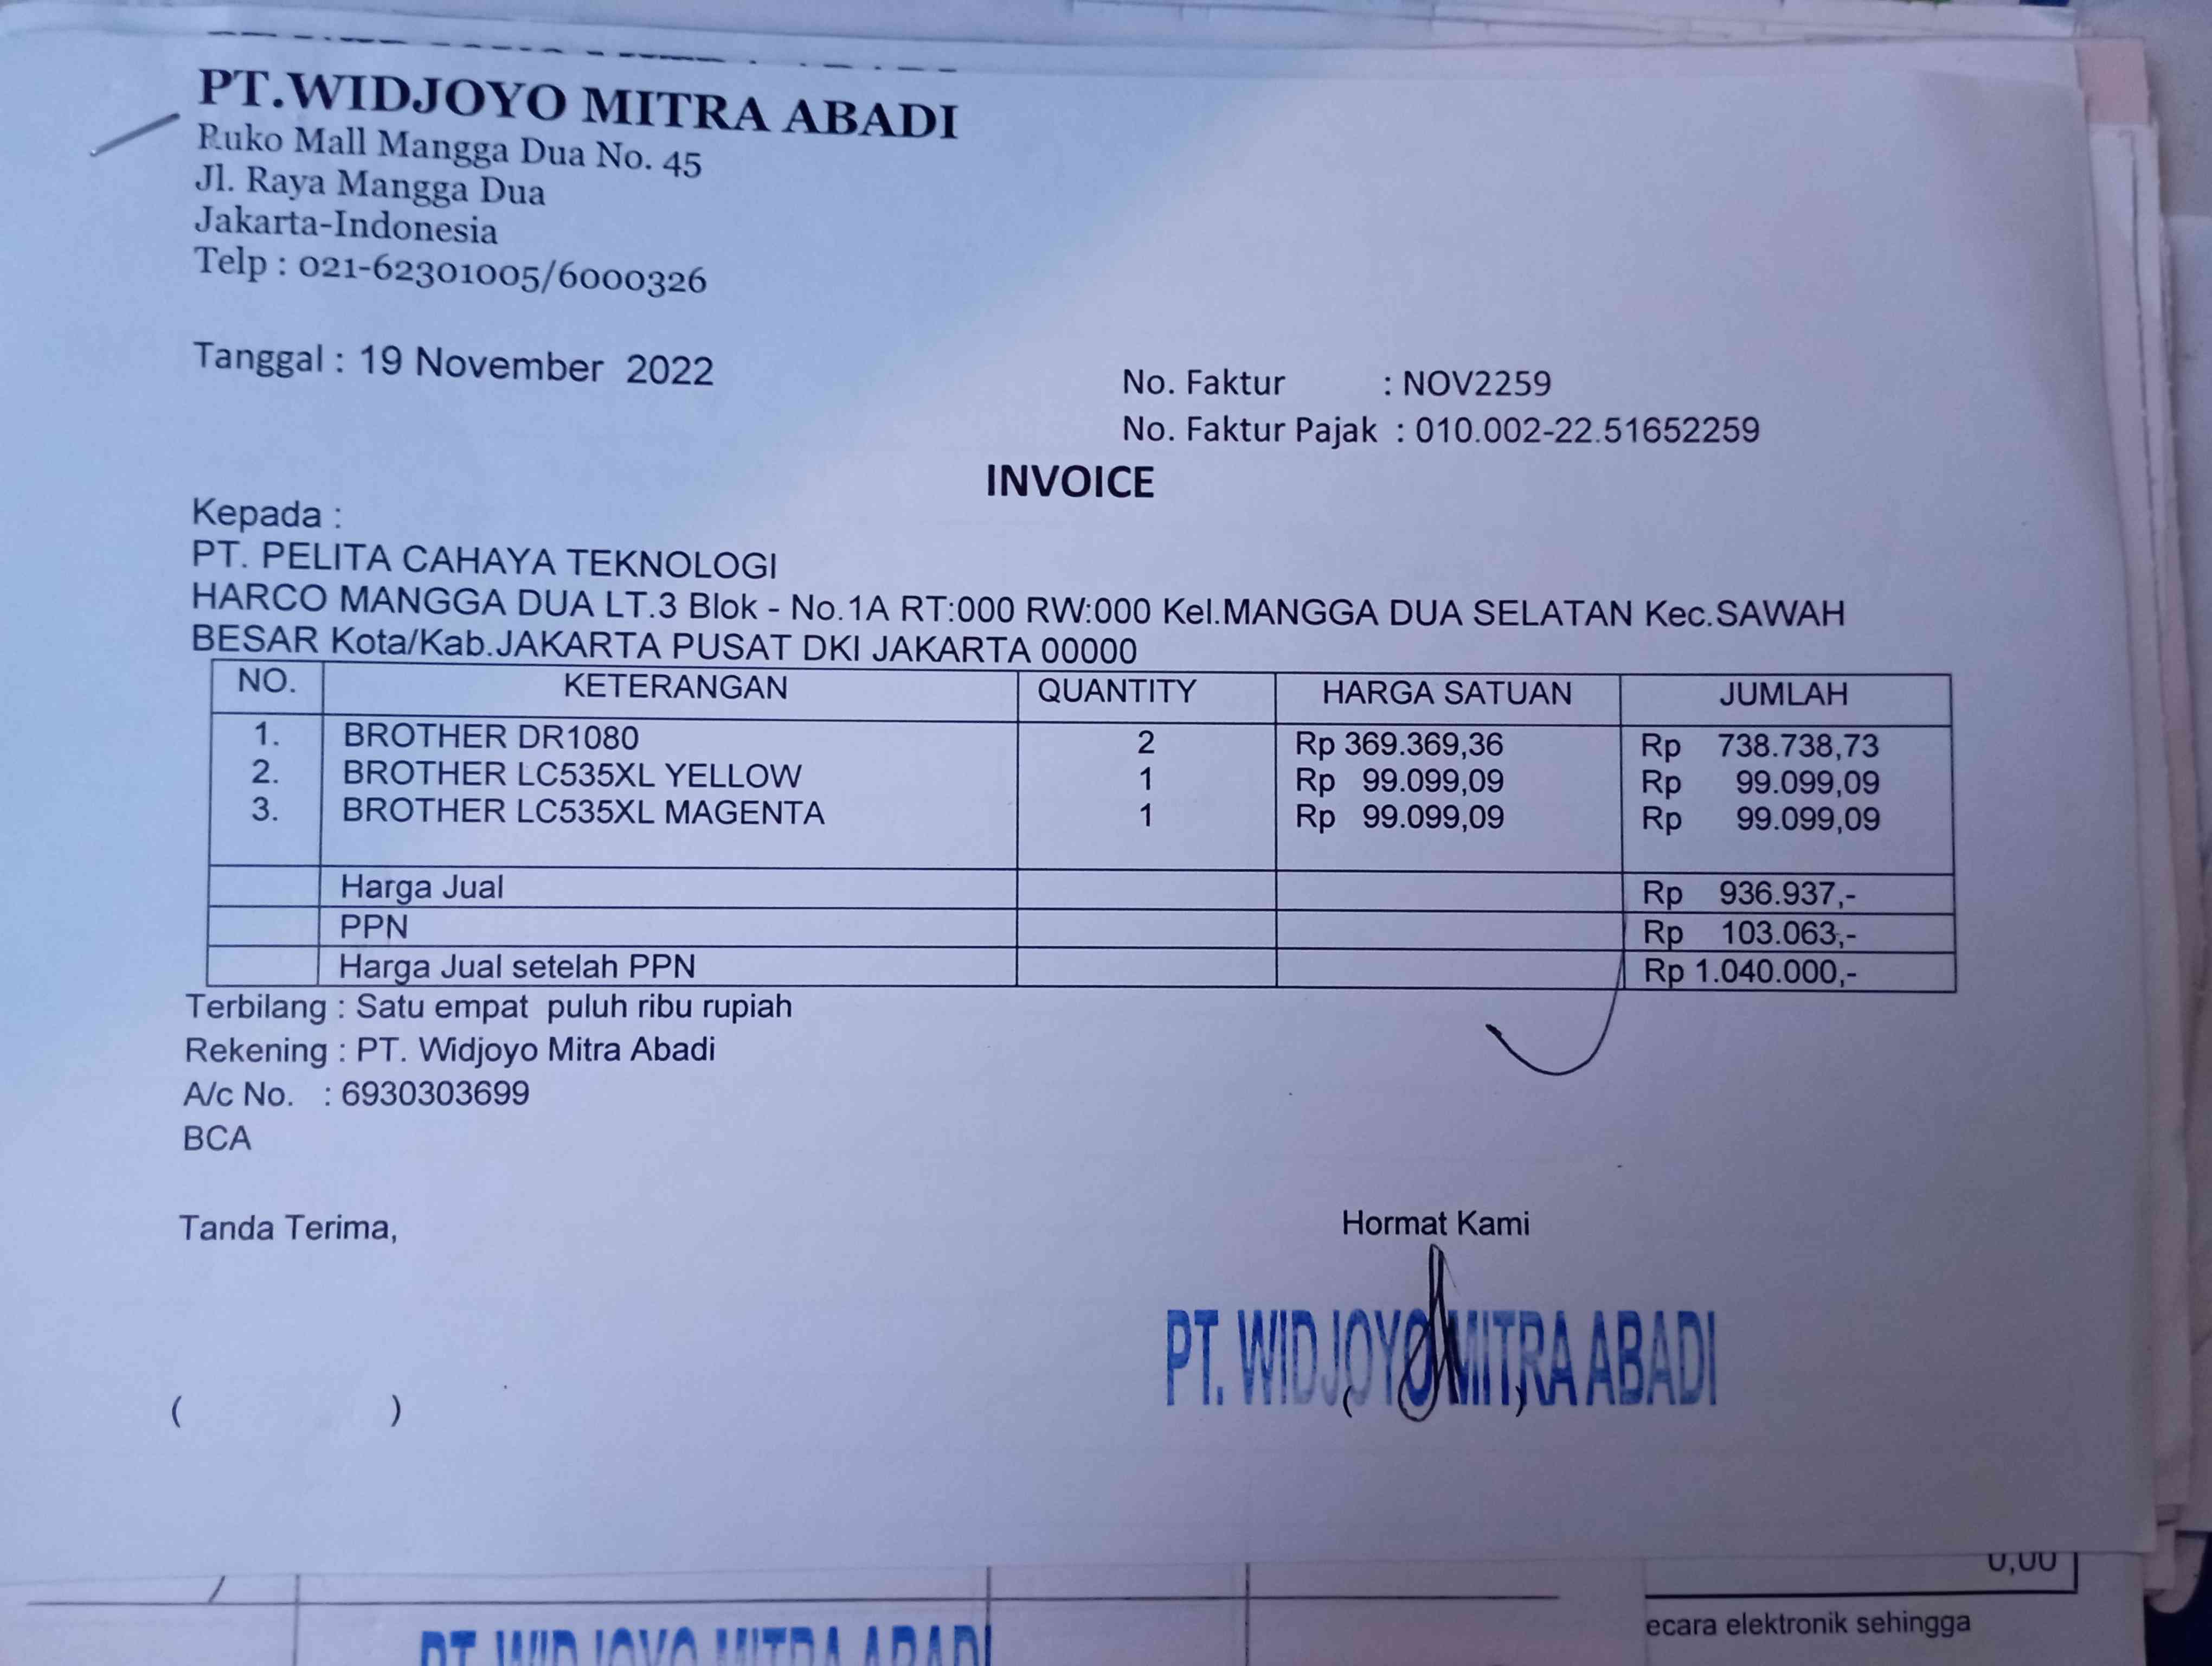 PT.WIDJOYO MITRA ABADI
Ruko Mall Mangga Dua No. 45
Jl. Raya Mangga Dua
Jakarta-Indonesia
Telp : 021-62301005/6000326
Tanggal : 19 November 2022
No. Faktur : NOV2259
No. Faktur Pajak : 010.002-22.51652259
INVOICE
Kepada :
PT. PELITA CAHAYA TEKNOLOGI
HARCO MANGGA DUA LT.3 Blok - No.1A RT:000 RW:000 Kel.MANGGA DUA SELATAN Kec.SAWAH
BESAR Kota/Kab.JAKARTA PUSAT DKI JAKARTA 00000
NO. KETERANGAN QUANTITY HARGA SATUAN JUMLAH
1. BROTHER DR1080 2 Rp 369.369,36 Rp 738.738,73
2. BROTHER LC535XL YELLOW 1 Rp 99.099,09 Rp 99.099,09
3. BROTHER LC535XL MAGENTA 1 Rp 99.099,09 Rp 99.099,09
Harga Jual Rp 936.937,-
PPN Rp 103.063,-
Harga Jual setelah PPN Rp 1.040.000,-
Terbilang : Satu empat puluh ribu rupiah
Rekening : PT. Widjoyo Mitra Abadi
A/c No. : 6930303699
BCA
Tanda Terima,
Hormat Kami
PT. WIDJOYO MITRA ABADI
( )
( )
0,00
ecara elektronik sehingga
PT. WIDJOYO MITRA ABADI